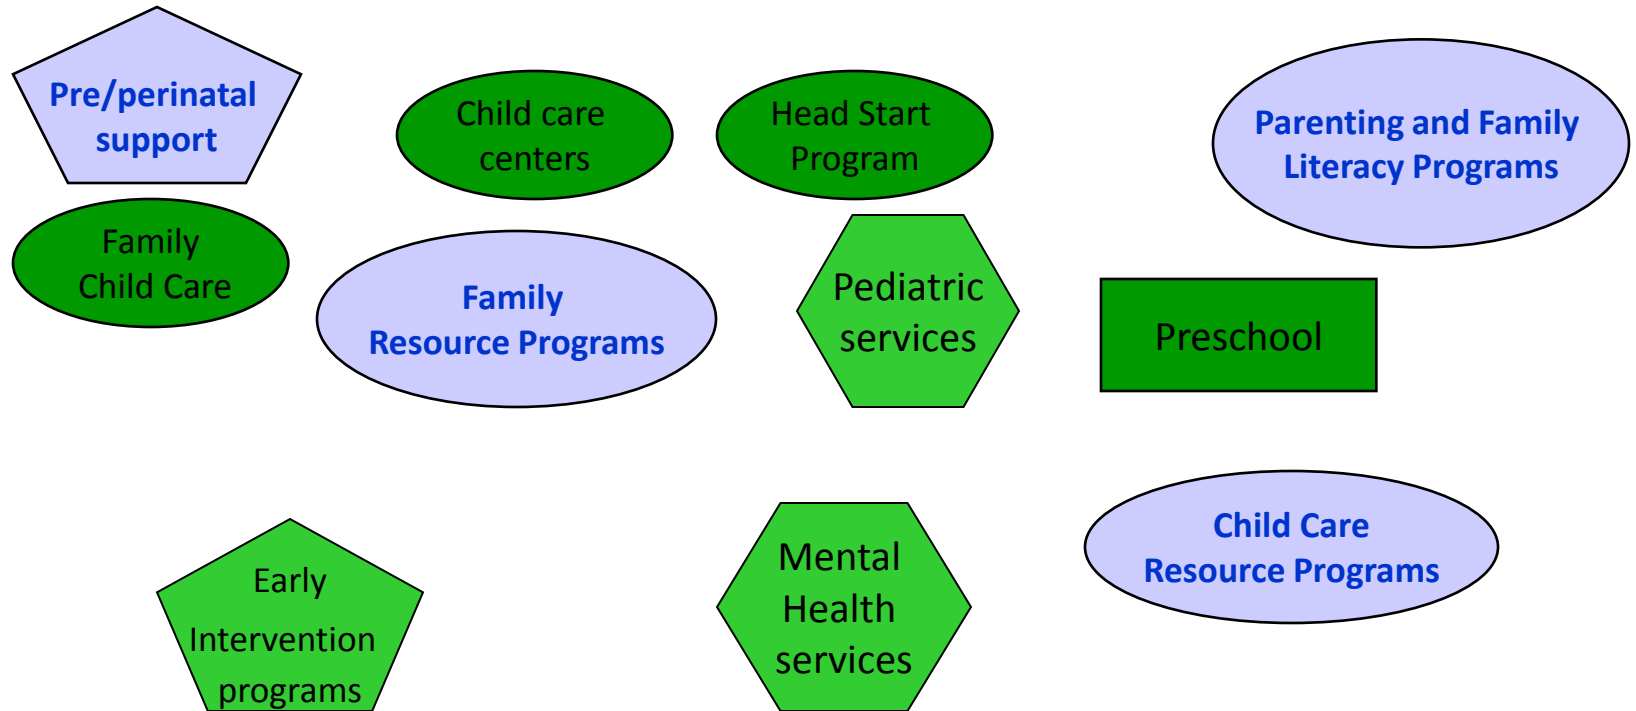 Pre/perinatal
support
Child care
centers
Head Start
Program
Parenting and Family
Literacy Programs
Family
Child Care
Family
Resource Programs
Pediatric
services
Preschool
Early
Intervention
programs
Mental
Health
services
Child Care
Resource Programs